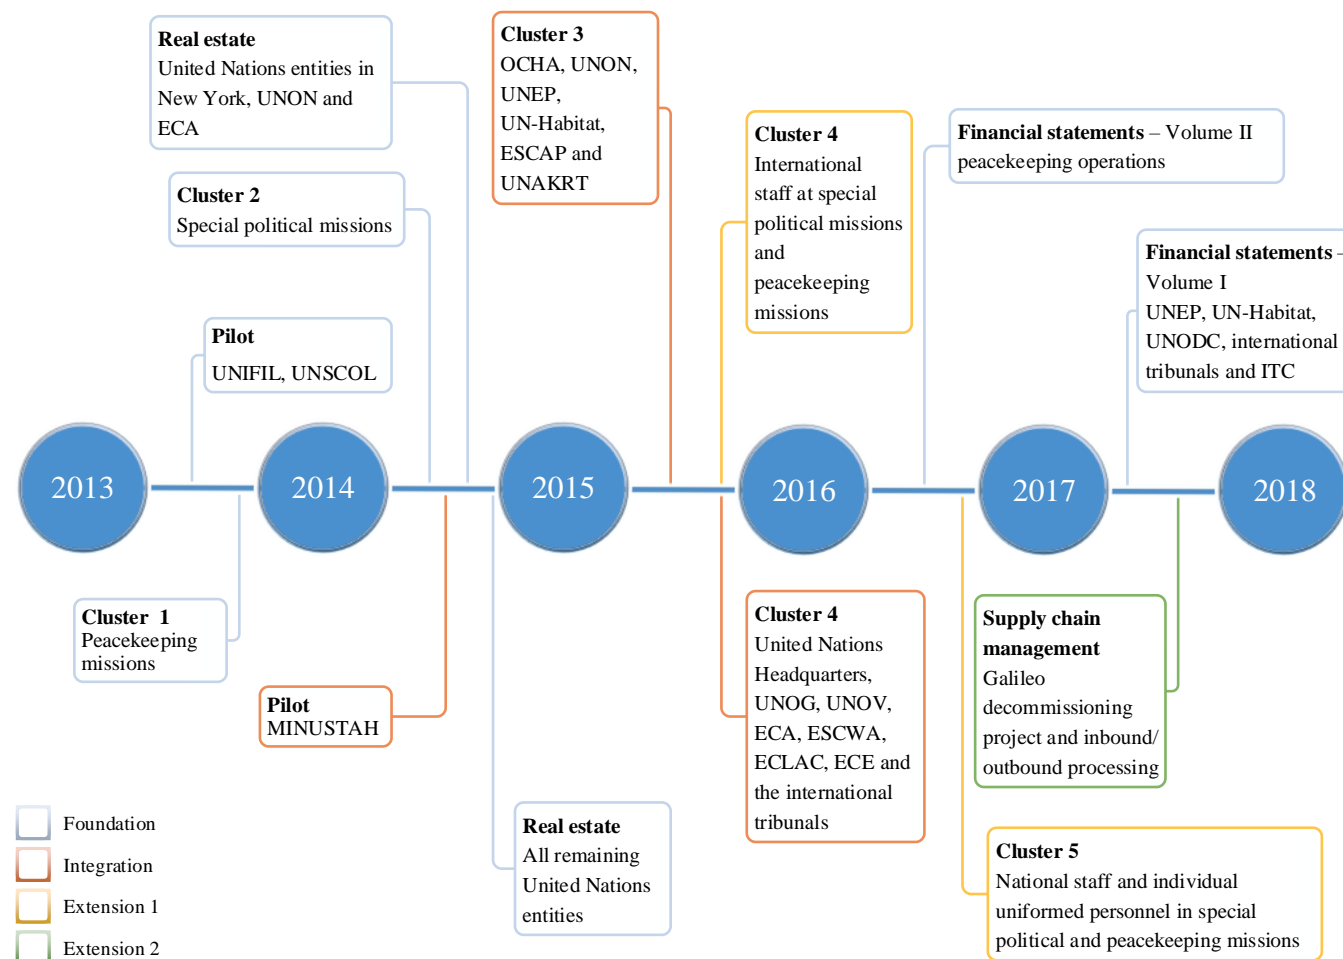 Real estate
United Nations entities in
New York, UNON and
ECA
Cluster 3
OCHA, UNON,
UNEP,
UN-Habitat,
ESCAP and
UNAKRT
Cluster 4
International
staff at special
political missions
and
peacekeeping
missions
Financial statements – Volume II
peacekeeping operations
Cluster 2
Special political missions
Financial statements –
Volume I
UNEP, UN-Habitat,
UNODC, international
tribunals and ITC
Pilot
UNIFIL, UNSCOL
2013
2014
2015
2016
2017
2018
Cluster 1
Peacekeeping
missions
Pilot
MINUSTAH
Real estate
All remaining
United Nations
entities
Cluster 4
United Nations
Headquarters,
UNOG, UNOV,
ECA, ESCWA,
ECLAC, ECE and
the international
tribunals
Supply chain
management
Galileo
decommissioning
project and inbound/
outbound processing
Cluster 5
National staff and individual
uniformed personnel in special
political and peacekeeping missions
Foundation
Integration
Extension 1
Extension 2